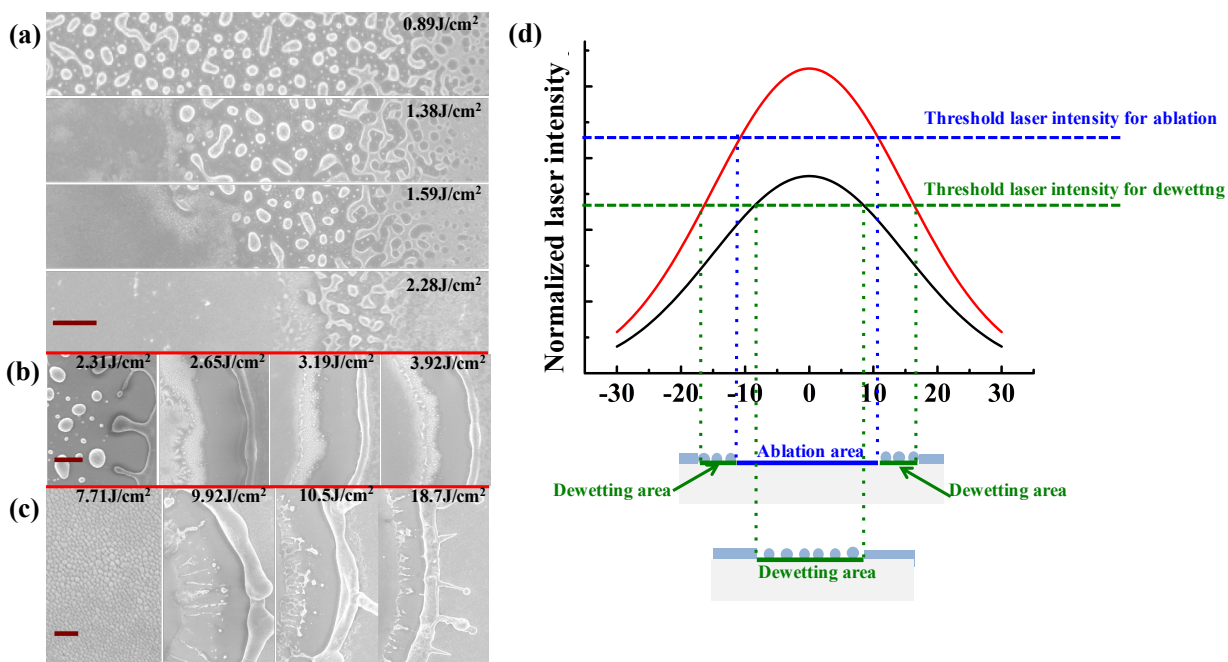 (a)
0.89J/cm²
1.38J/cm²
1.59J/cm²
2.28J/cm²
(b)
2.31J/cm² 2.65J/cm² 3.19J/cm² 3.92J/cm²
(c)
7.71J/cm² 9.92J/cm² 10.5J/cm² 18.7J/cm²
(d)
Normalized laser intensity
Threshold laser intensity for ablation
Threshold laser intensity for dewettng
-30 -20 -10 0 10 20 30
Ablation area
Dewetting area Dewetting area
Dewetting area